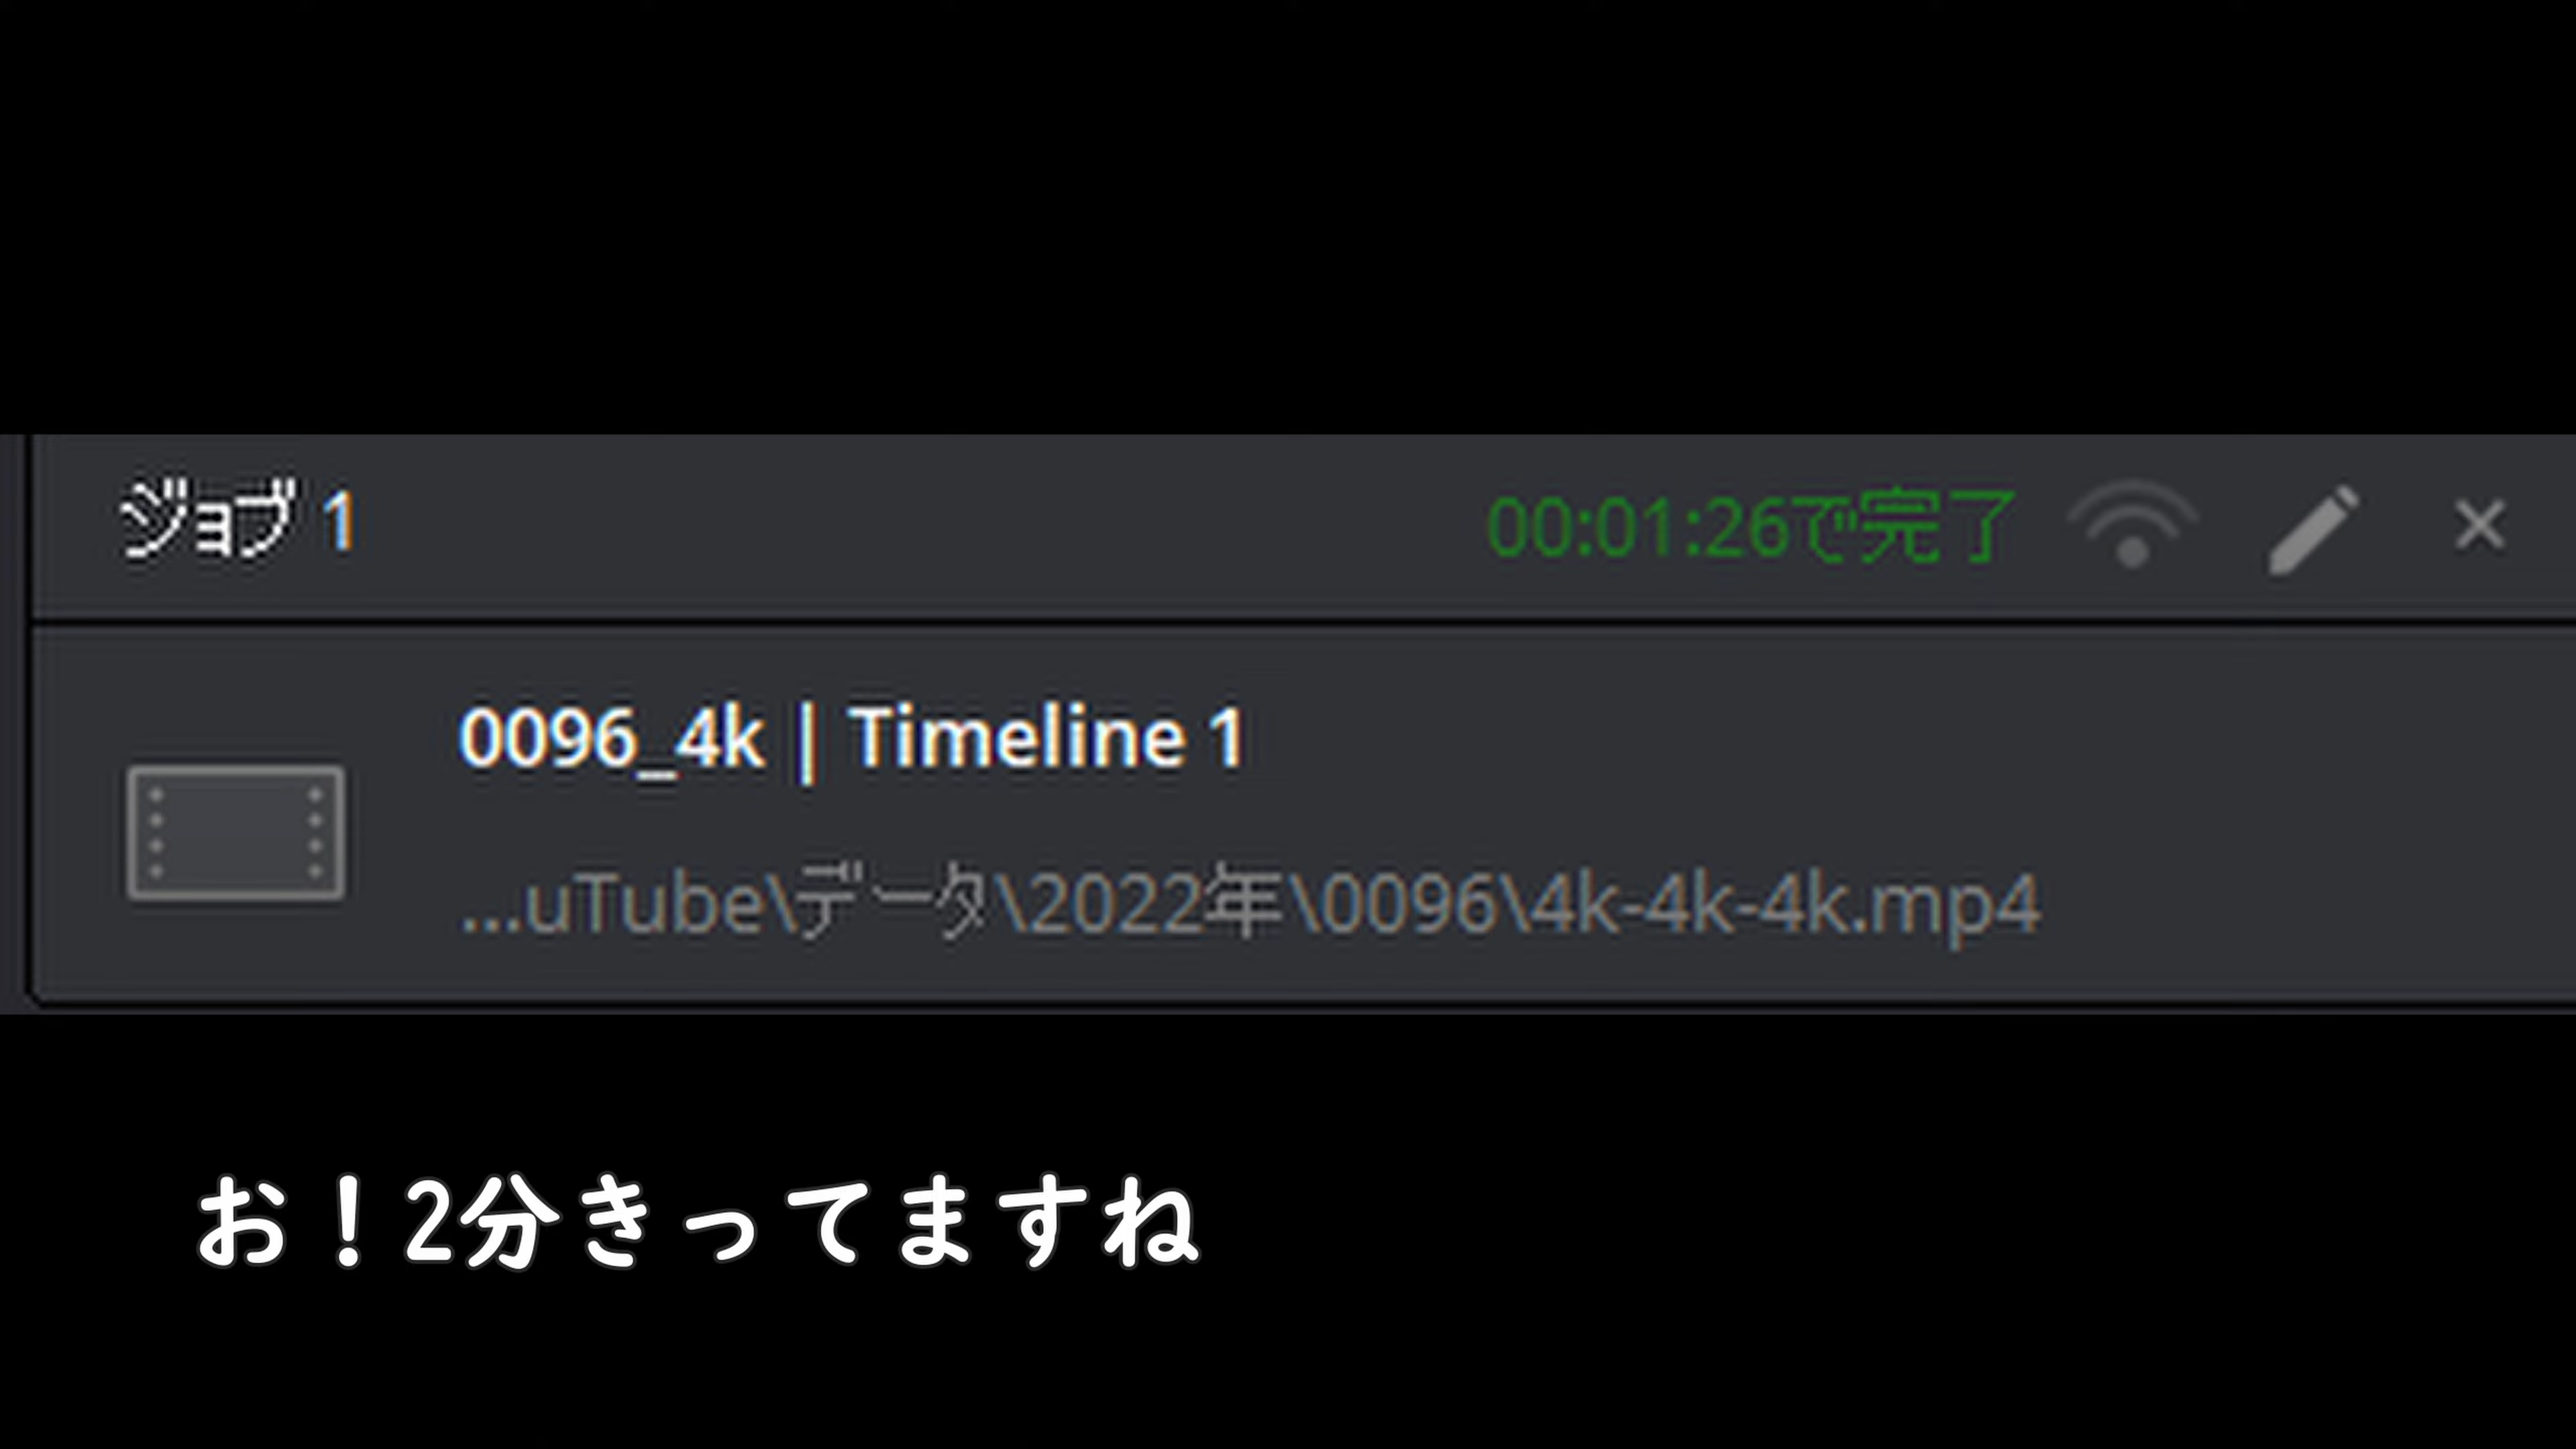 ジョブ 1
00:01:26で完了
0096_4k | Timeline 1
...uTube\データ\2022年\0096\4k-4k-4k.mp4
お！2分きってますね